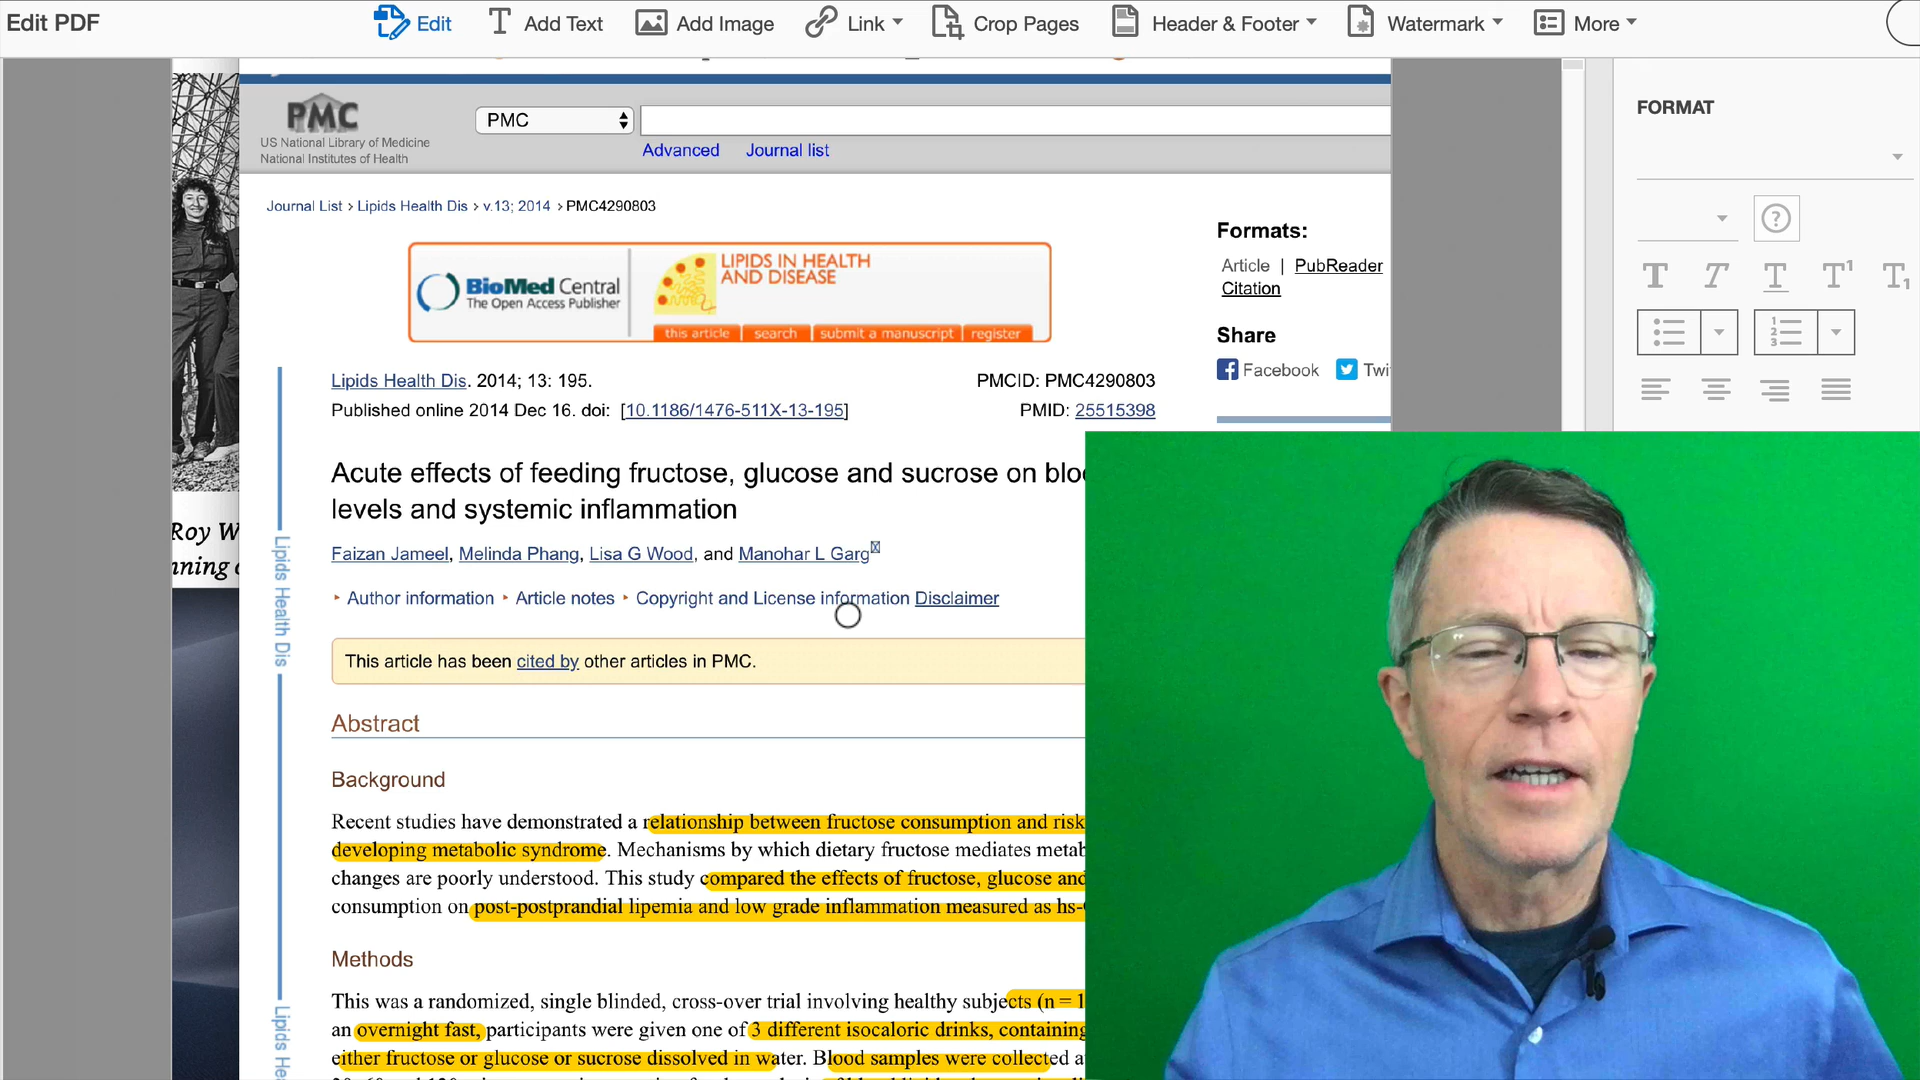 Edit PDF
Edit
Add Text
Add Image
Link
Crop Pages
Header & Footer
Watermark
More
FORMAT
PMC
US National Library of Medicine
National Institutes of Health
PMC
Advanced Journal list
Journal List > Lipids Health Dis > v.13; 2014 > PMC4290803
BioMed Central
The Open Access Publisher
LIPIDS IN HEALTH
AND DISEASE
this article search submit a manuscript register
Formats:
Article | PubReader
Citation
Share
Facebook Twi
Lipids Health Dis. 2014; 13: 195.
PMCID: PMC4290803
Published online 2014 Dec 16. doi: [10.1186/1476-511X-13-195]
PMID: 25515398
Acute effects of feeding fructose, glucose and sucrose on blo
levels and systemic inflammation
Faizan Jameel, Melinda Phang, Lisa G Wood, and Manohar L Garg
Author information Article notes Copyright and License information Disclaimer
This article has been cited by other articles in PMC.
Roy W
nning
Lipids Health Dis
Lipids He
Abstract
Background
Recent studies have demonstrated a relationship between fructose consumption and risk
developing metabolic syndrome. Mechanisms by which dietary fructose mediates metab
changes are poorly understood. This study compared the effects of fructose, glucose and
consumption on post-postprandial lipemia and low grade inflammation measured as hs-
Methods
This was a randomized, single blinded, cross-over trial involving healthy subjects (n = 1
an overnight fast, participants were given one of 3 different isocaloric drinks, containing
either fructose or glucose or sucrose dissolved in water. Blood samples were collected a